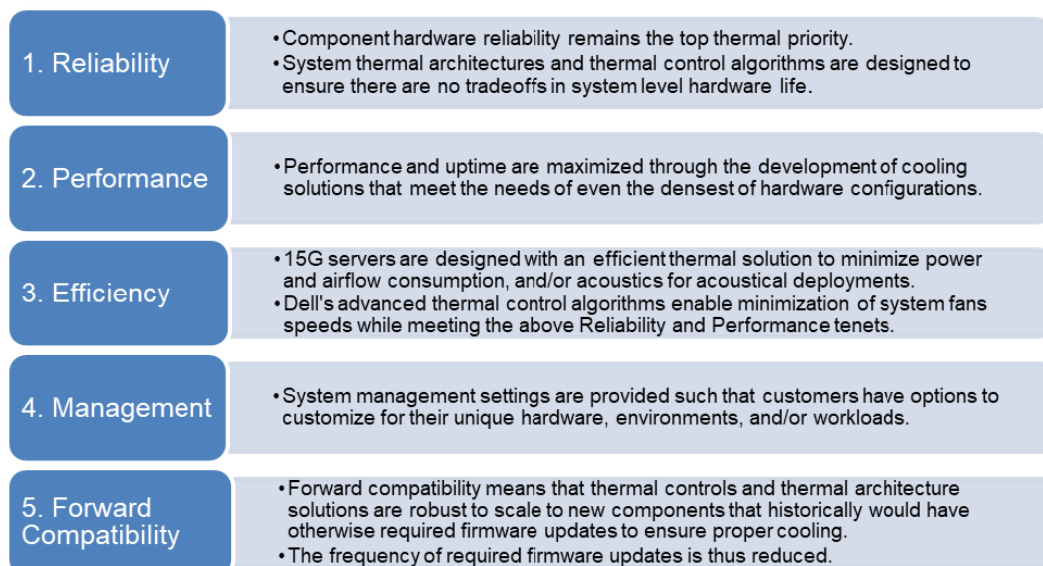 1. Reliability
•Component hardware reliability remains the top thermal priority.
•System thermal architectures and thermal control algorithms are designed to
ensure there are no tradeoffs in system level hardware life.
2. Performance
•Performance and uptime are maximized through the development of cooling
solutions that meet the needs of even the densest of hardware configurations.
3. Efficiency
•15G servers are designed with an efficient thermal solution to minimize power
and airflow consumption, and/or acoustics for acoustical deployments.
•Dell's advanced thermal control algorithms enable minimization of system fans
speeds while meeting the above Reliability and Performance tenets.
4. Management
•System management settings are provided such that customers have options to
customize for their unique hardware, environments, and/or workloads.
5. Forward
Compatibility
•Forward compatibility means that thermal controls and thermal architecture
solutions are robust to scale to new components that historically would have
otherwise required firmware updates to ensure proper cooling.
•The frequency of required firmware updates is thus reduced.